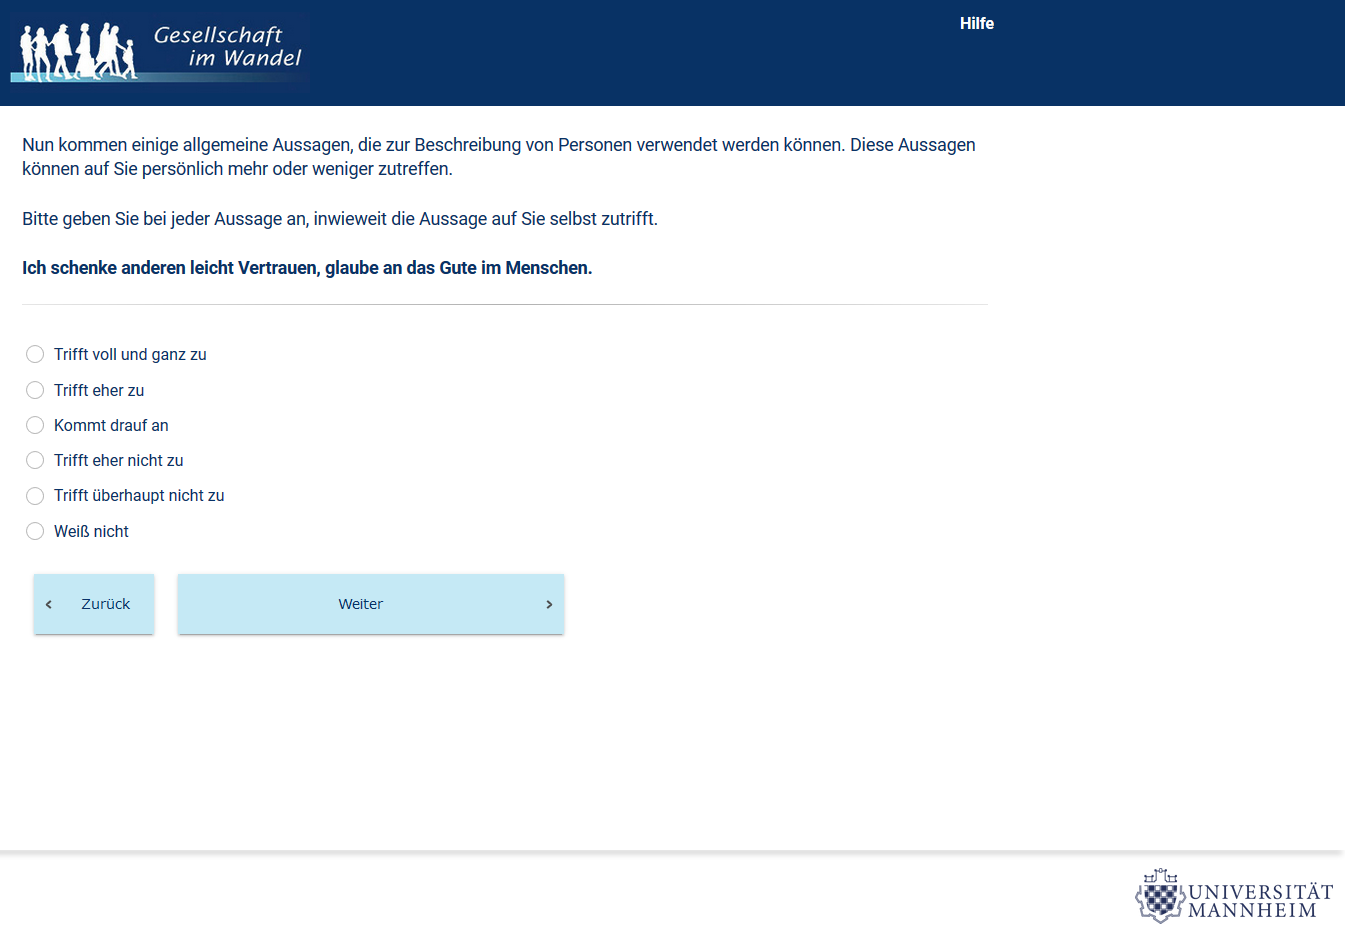 Gesellschaft
im Wandel
Hilfe
Nun kommen einige allgemeine Aussagen, die zur Beschreibung von Personen verwendet werden können. Diese Aussagen
können auf Sie persönlich mehr oder weniger zutreffen.
Bitte geben Sie bei jeder Aussage an, inwieweit die Aussage auf Sie selbst zutrifft.
Ich schenke anderen leicht Vertrauen, glaube an das Gute im Menschen.
Trifft voll und ganz zu
Trifft eher zu
Kommt drauf an
Trifft eher nicht zu
Trifft überhaupt nicht zu
Weiß nicht
Zurück
Weiter
UNIVERSITÄT
MANNHEIM